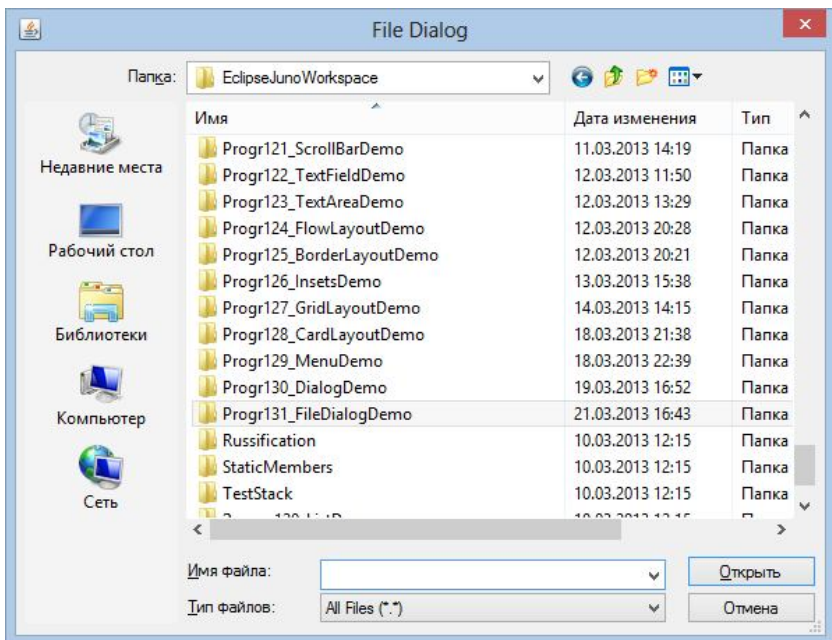 File Dialog
Папка: EclipseJunoWorkspace
Имя Дата изменения Тип
Progr121_ScrollBarDemo 11.03.2013 14:19 Папка
Progr122_TextFieldDemo 12.03.2013 11:50 Папка
Progr123_TextAreaDemo 12.03.2013 13:29 Папка
Progr124_FlowLayoutDemo 12.03.2013 20:28 Папка
Progr125_BorderLayoutDemo 12.03.2013 20:21 Папка
Progr126_InsetsDemo 13.03.2013 15:38 Папка
Progr127_GridLayoutDemo 14.03.2013 14:15 Папка
Progr128_CardLayoutDemo 18.03.2013 21:38 Папка
Progr129_MenuDemo 18.03.2013 22:39 Папка
Progr130_DialogDemo 19.03.2013 16:52 Папка
Progr131_FileDialogDemo 21.03.2013 16:43 Папка
Russification 10.03.2013 12:15 Папка
StaticMembers 10.03.2013 12:15 Папка
TestStack 10.03.2013 12:15 Папка
Недавние места
Рабочий стол
Библиотеки
Компьютер
Сеть
Имя файла: Открыть
Тип файлов: All Files (*.*) Отмена